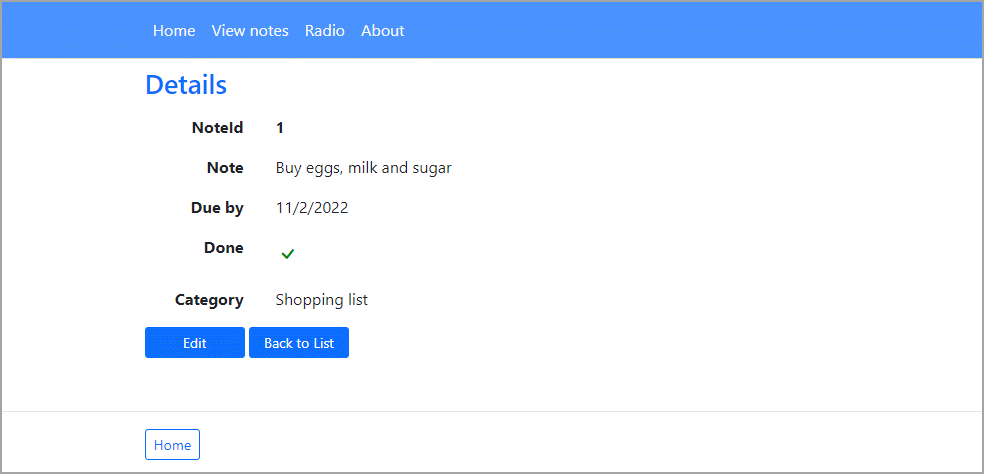 Home View notes Radio About
Details
NoteId 1
Note Buy eggs, milk and sugar
Due by 11/2/2022
Done
Category Shopping list
Edit Back to List
Home